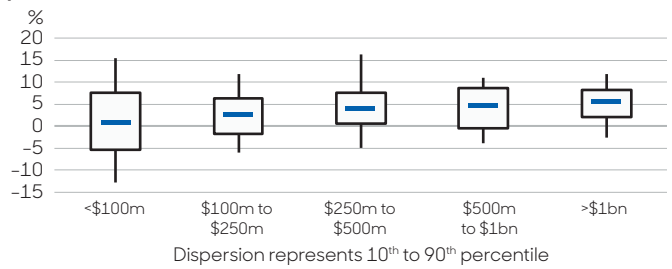 %
20
15
10
5
0
–5
–10
–15
<$100m
$100m to
$250m
$250m to
$500m
$500m
to $1bn
>$1bn
Dispersion represents 10th to 90th percentile